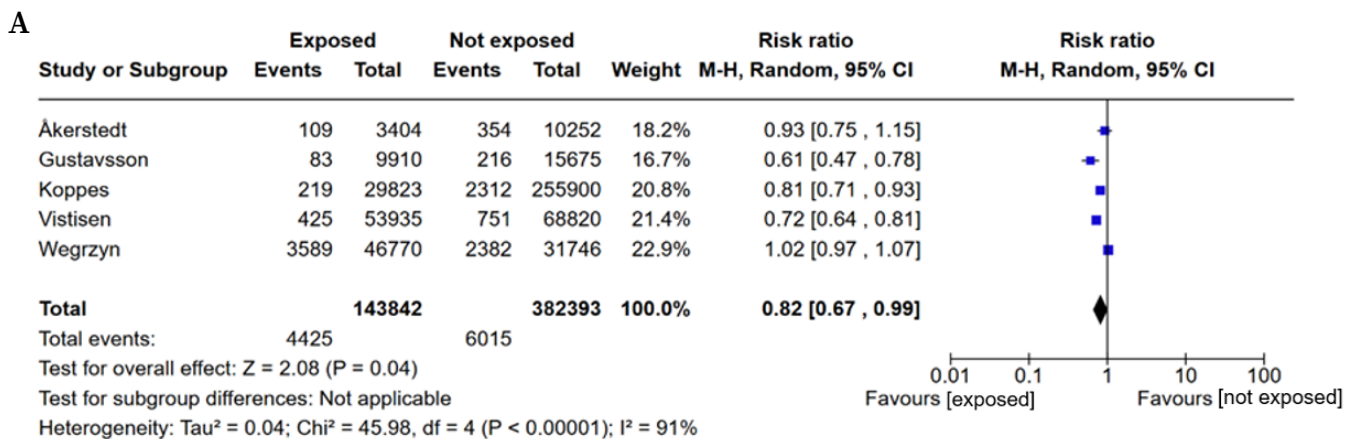 A
Exposed Not exposed Risk ratio Risk ratio
Study or Subgroup Events Total Events Total Weight M-H, Random, 95% CI M-H, Random, 95% CI
Åkerstedt 109 3404 354 10252 18.2% 0.93 [0.75 , 1.15]
Gustavsson 83 9910 216 15675 16.7% 0.61 [0.47 , 0.78]
Koppes 219 29823 2312 255900 20.8% 0.81 [0.71 , 0.93]
Vistisen 425 53935 751 68820 21.4% 0.72 [0.64 , 0.81]
Wegrzyn 3589 46770 2382 31746 22.9% 1.02 [0.97 , 1.07]
Total 143842 382393 100.0% 0.82 [0.67 , 0.99]
Total events: 4425 6015
Test for overall effect: Z = 2.08 (P = 0.04)
Test for subgroup differences: Not applicable
Heterogeneity: Tau² = 0.04; Chi² = 45.98, df = 4 (P < 0.00001); I² = 91%
0.01 0.1 1 10 100
Favours [exposed] Favours [not exposed]